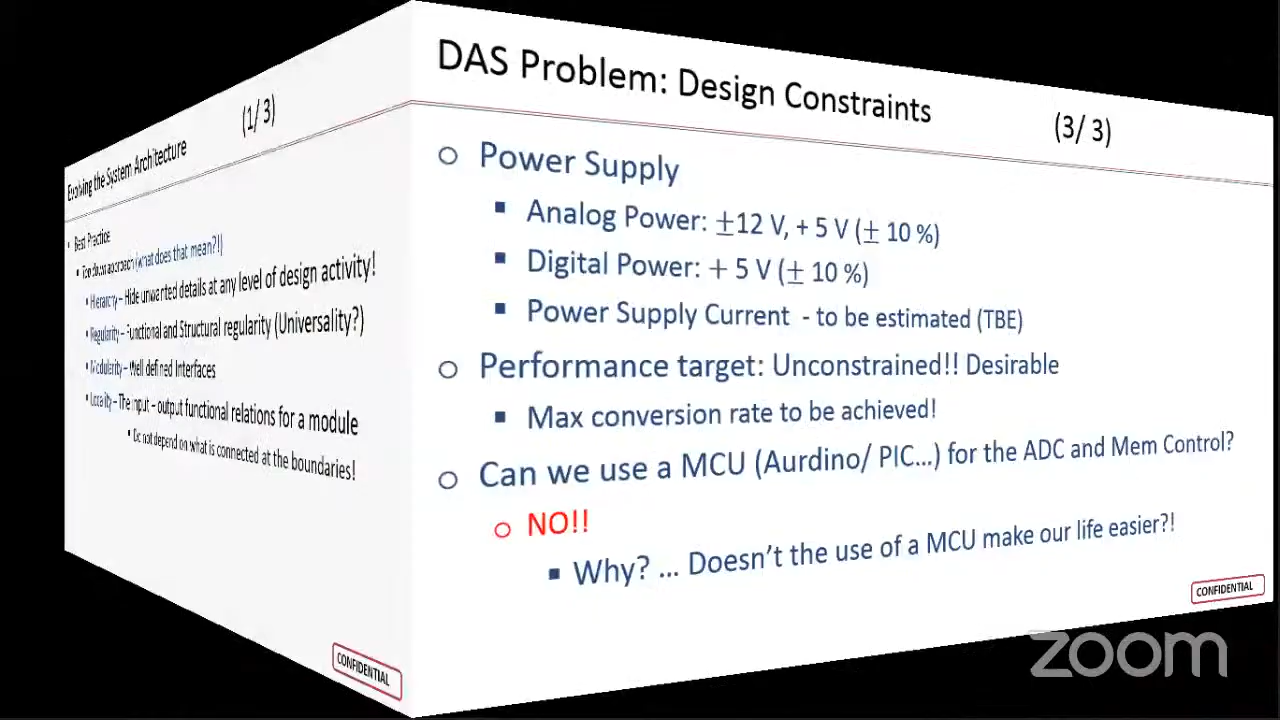 Evolving the System Architecture (1/ 3)
Best Practice
Top down approach (what does that mean?!)
Hierarchy – Hide unwanted details at any level of design activity!
Regularity – Functional and Structural regularity (Universality?)
Modularity – Well defined Interfaces
Locality – The input – output functional relations for a module
Do not depend on what is connected at the boundaries!
CONFIDENTIAL
DAS Problem: Design Constraints (3/ 3)
Power Supply
Analog Power: ±12 V, + 5 V (± 10 %)
Digital Power: + 5 V (± 10 %)
Power Supply Current - to be estimated (TBE)
Performance target: Unconstrained!! Desirable
Max conversion rate to be achieved!
Can we use a MCU (Aurdino/ PIC...) for the ADC and Mem Control?
NO!!
Why? ... Doesn't the use of a MCU make our life easier?!
CONFIDENTIAL
zoom